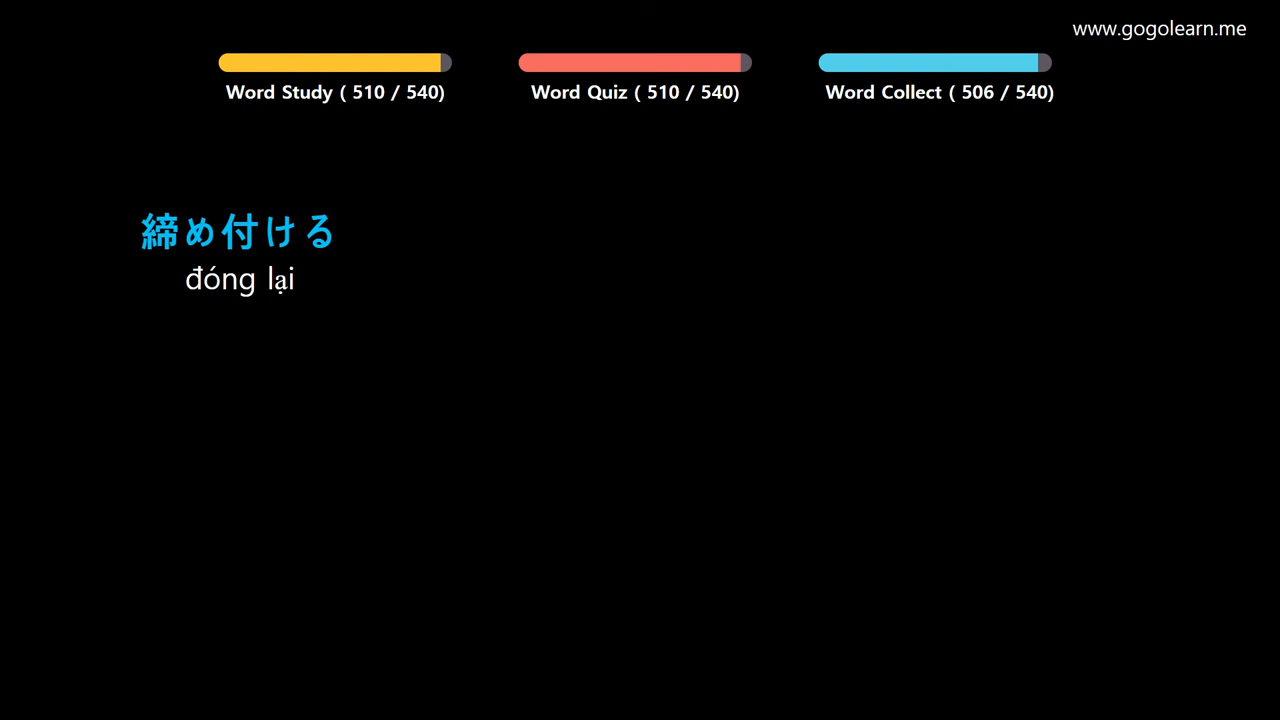 www.gogolearn.me
Word Study ( 510 / 540)
Word Quiz ( 510 / 540)
Word Collect ( 506 / 540)
締め付ける
đóng lại